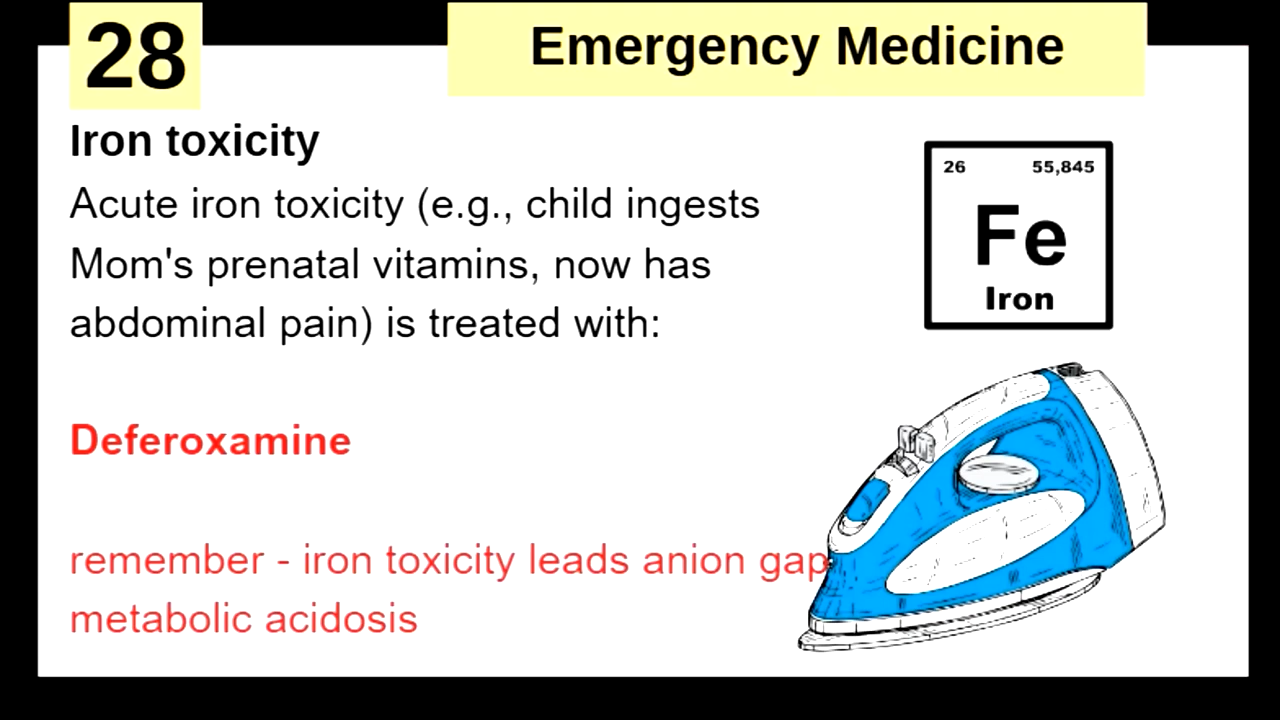 28
Emergency Medicine
Iron toxicity
Acute iron toxicity (e.g., child ingests
Mom's prenatal vitamins, now has
abdominal pain) is treated with:
Deferoxamine
remember - iron toxicity leads anion gap
metabolic acidosis
26 55,845
Fe
Iron